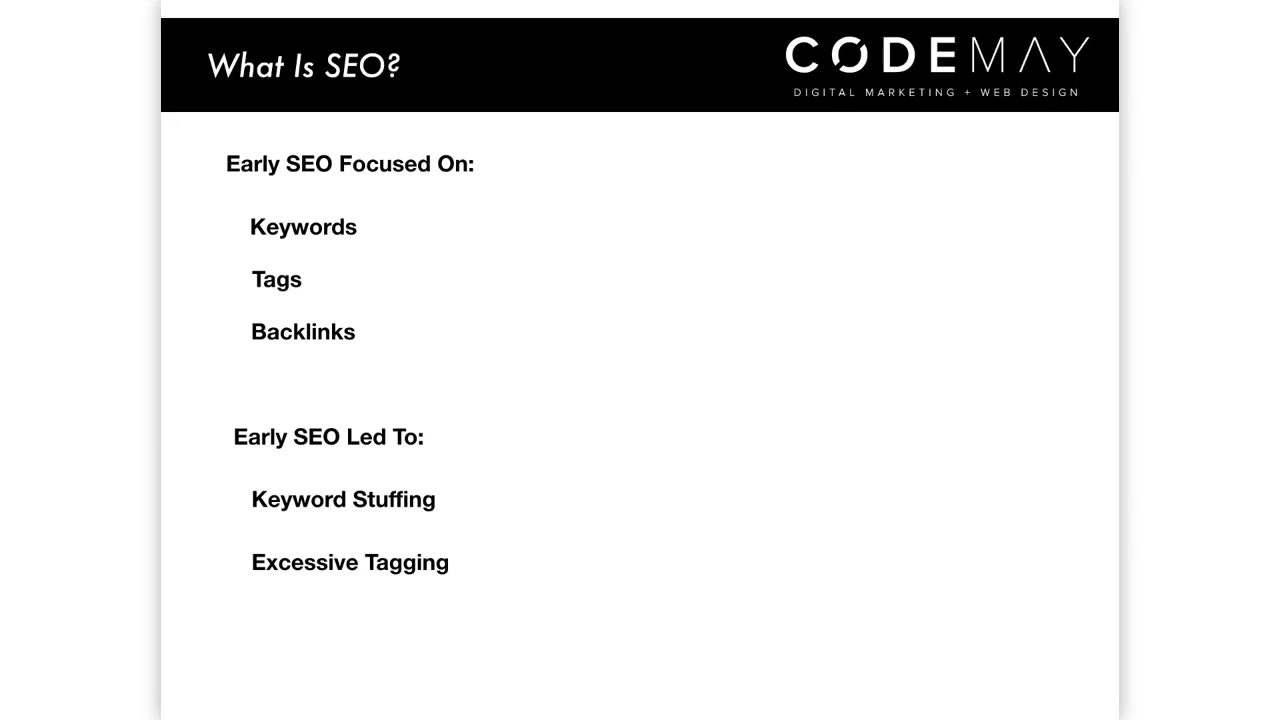 What Is SEO?
CODEMAY
DIGITAL MARKETING + WEB DESIGN
Early SEO Focused On:
Keywords
Tags
Backlinks
Early SEO Led To:
Keyword Stuffing
Excessive Tagging